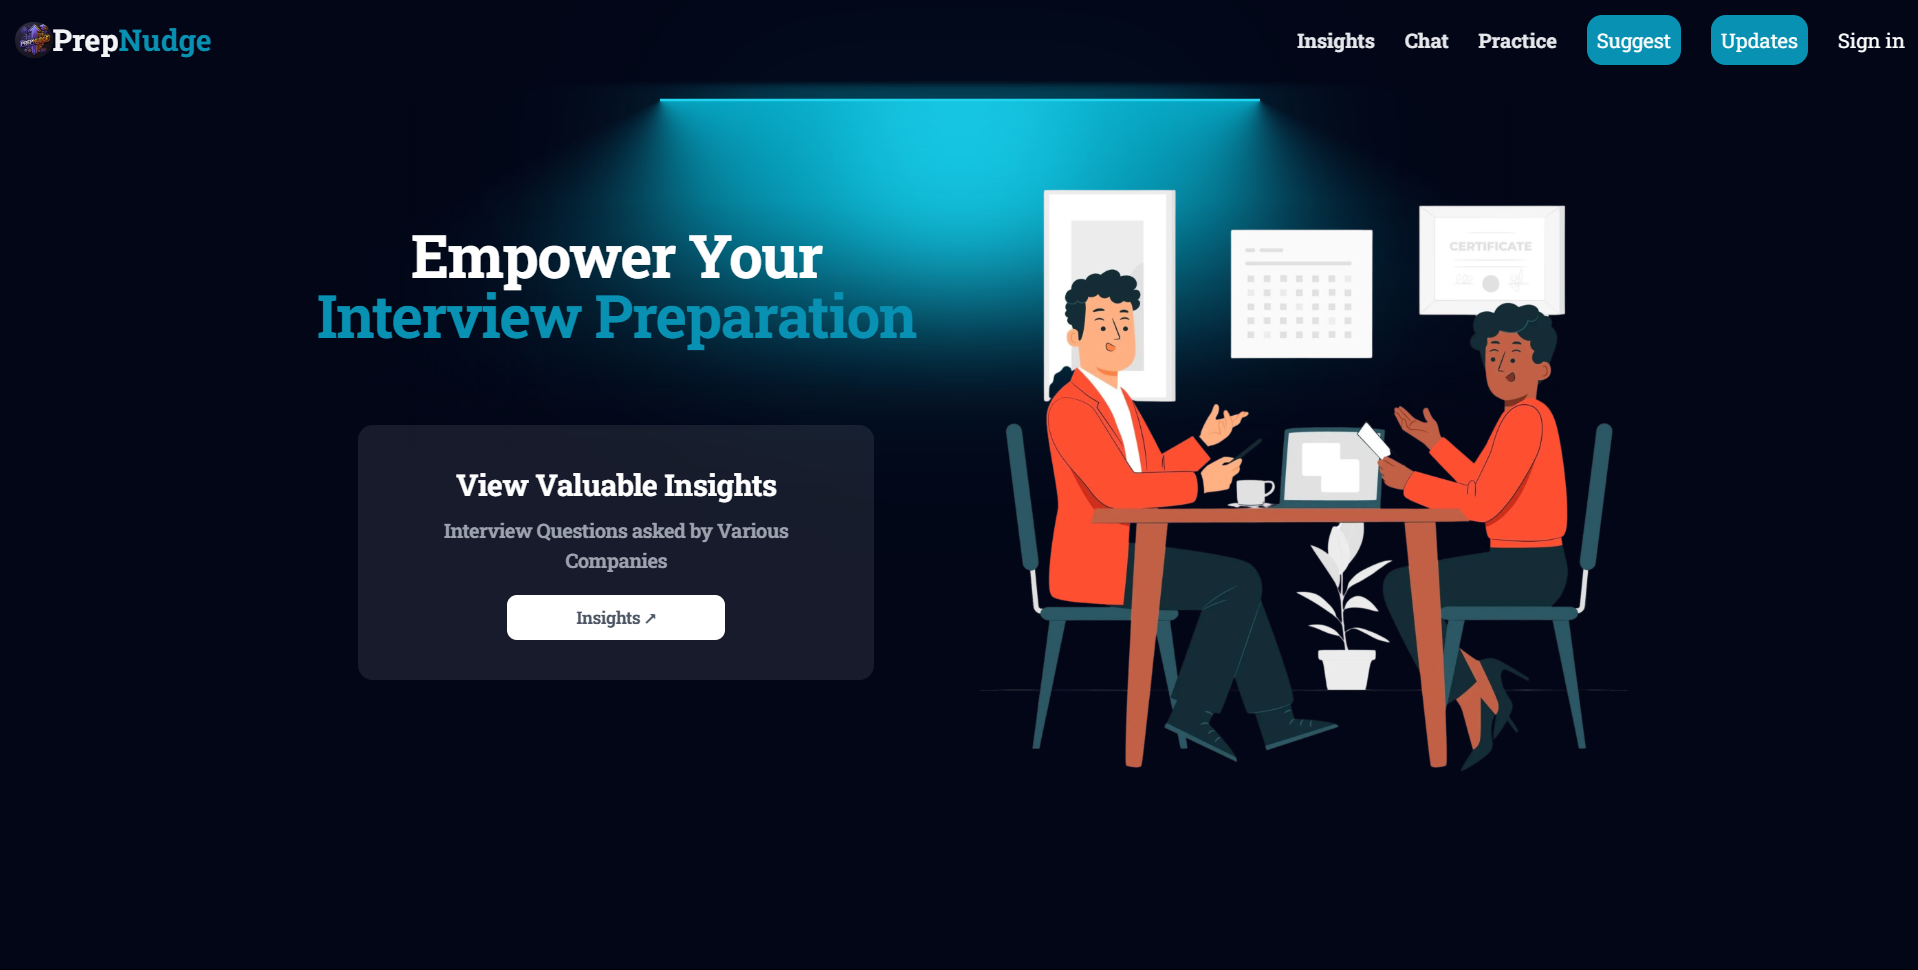 PrepNudge
Insights
Chat
Practice
Suggest
Updates
Sign in
Empower Your
Interview Preparation
View Valuable Insights
Interview Questions asked by Various
Companies
Insights ↗
CERTIFICATE